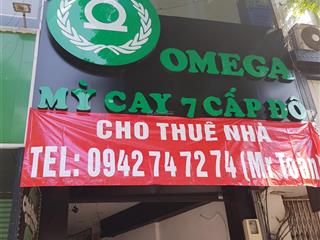 OMEGA
MỲ CAY 7 CẤP ĐỘ
CHO THUÊ NHÀ
TEL: 0942 74 72 74 (Mr Toàn)